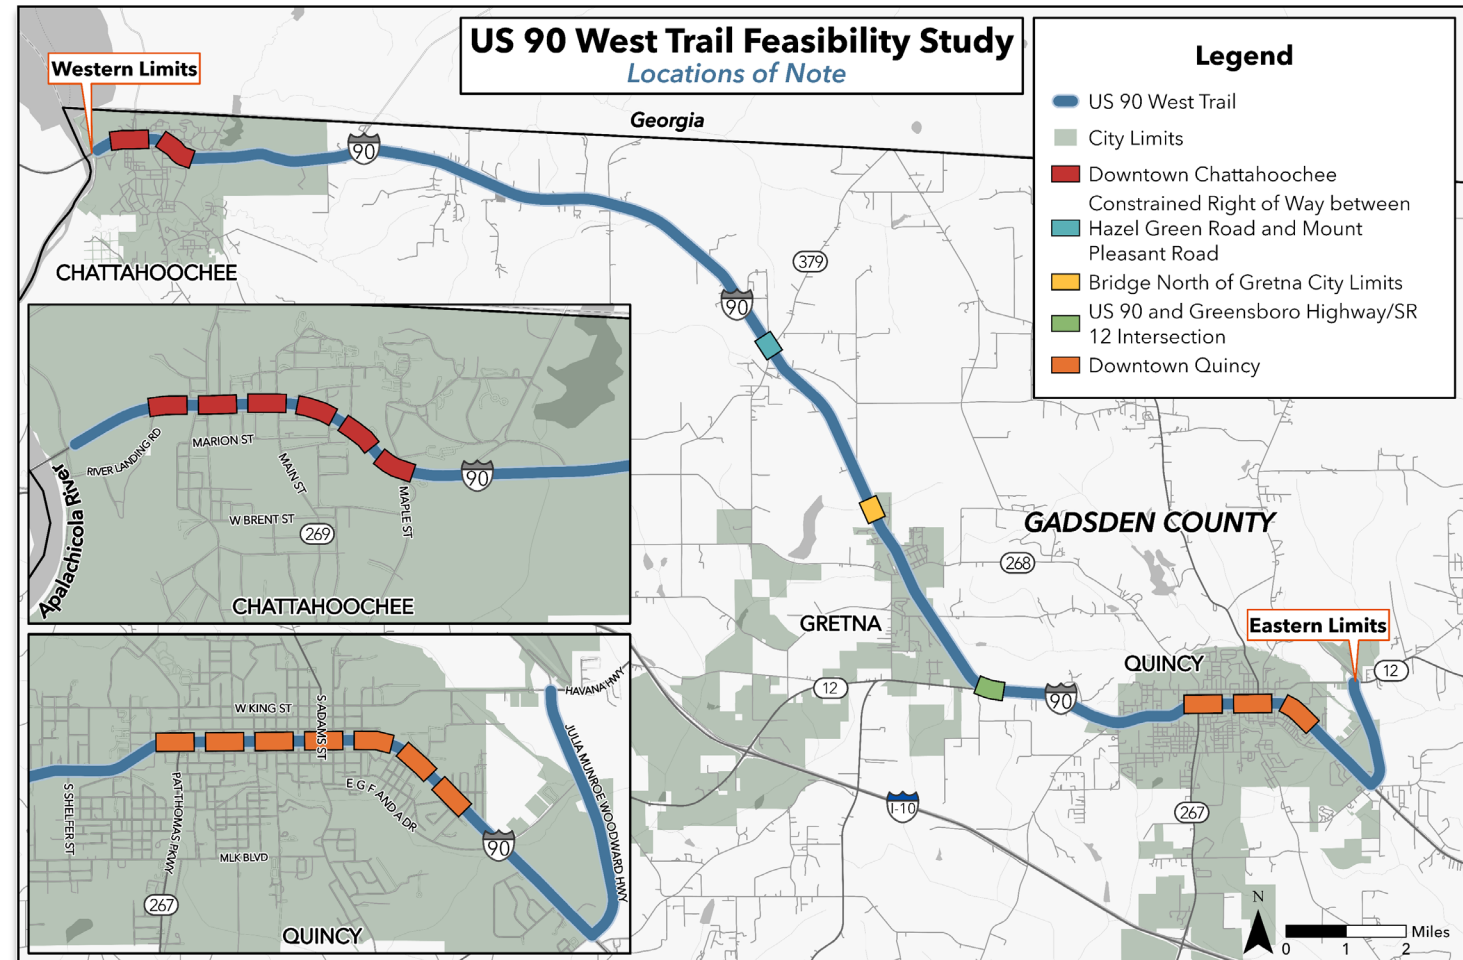 US 90 West Trail Feasibility Study
Locations of Note
Legend
US 90 West Trail
City Limits
Downtown Chattahoochee
Constrained Right of Way between
Hazel Green Road and Mount
Pleasant Road
Bridge North of Gretna City Limits
US 90 and Greensboro Highway/SR
12 Intersection
Downtown Quincy
Western Limits
Georgia
90
CHATTAHOOCHEE
379
90
GADSDEN COUNTY
268
GRETNA
Eastern Limits
QUINCY
12
12
90
I-10
267
N
0 1 2 Miles
RIVER LANDING RD
MARION ST
MAIN ST
MAPLE ST
W BRENT ST
269
90
Apalachicola River
CHATTAHOOCHEE
HAVANA HWY
W KING ST
S ADAMS ST
JULIA MUNROE WOODWARD HWY
S SHELFER ST
PAT THOMAS PKWY
E G F AND A DR
MLK BLVD
90
267
QUINCY